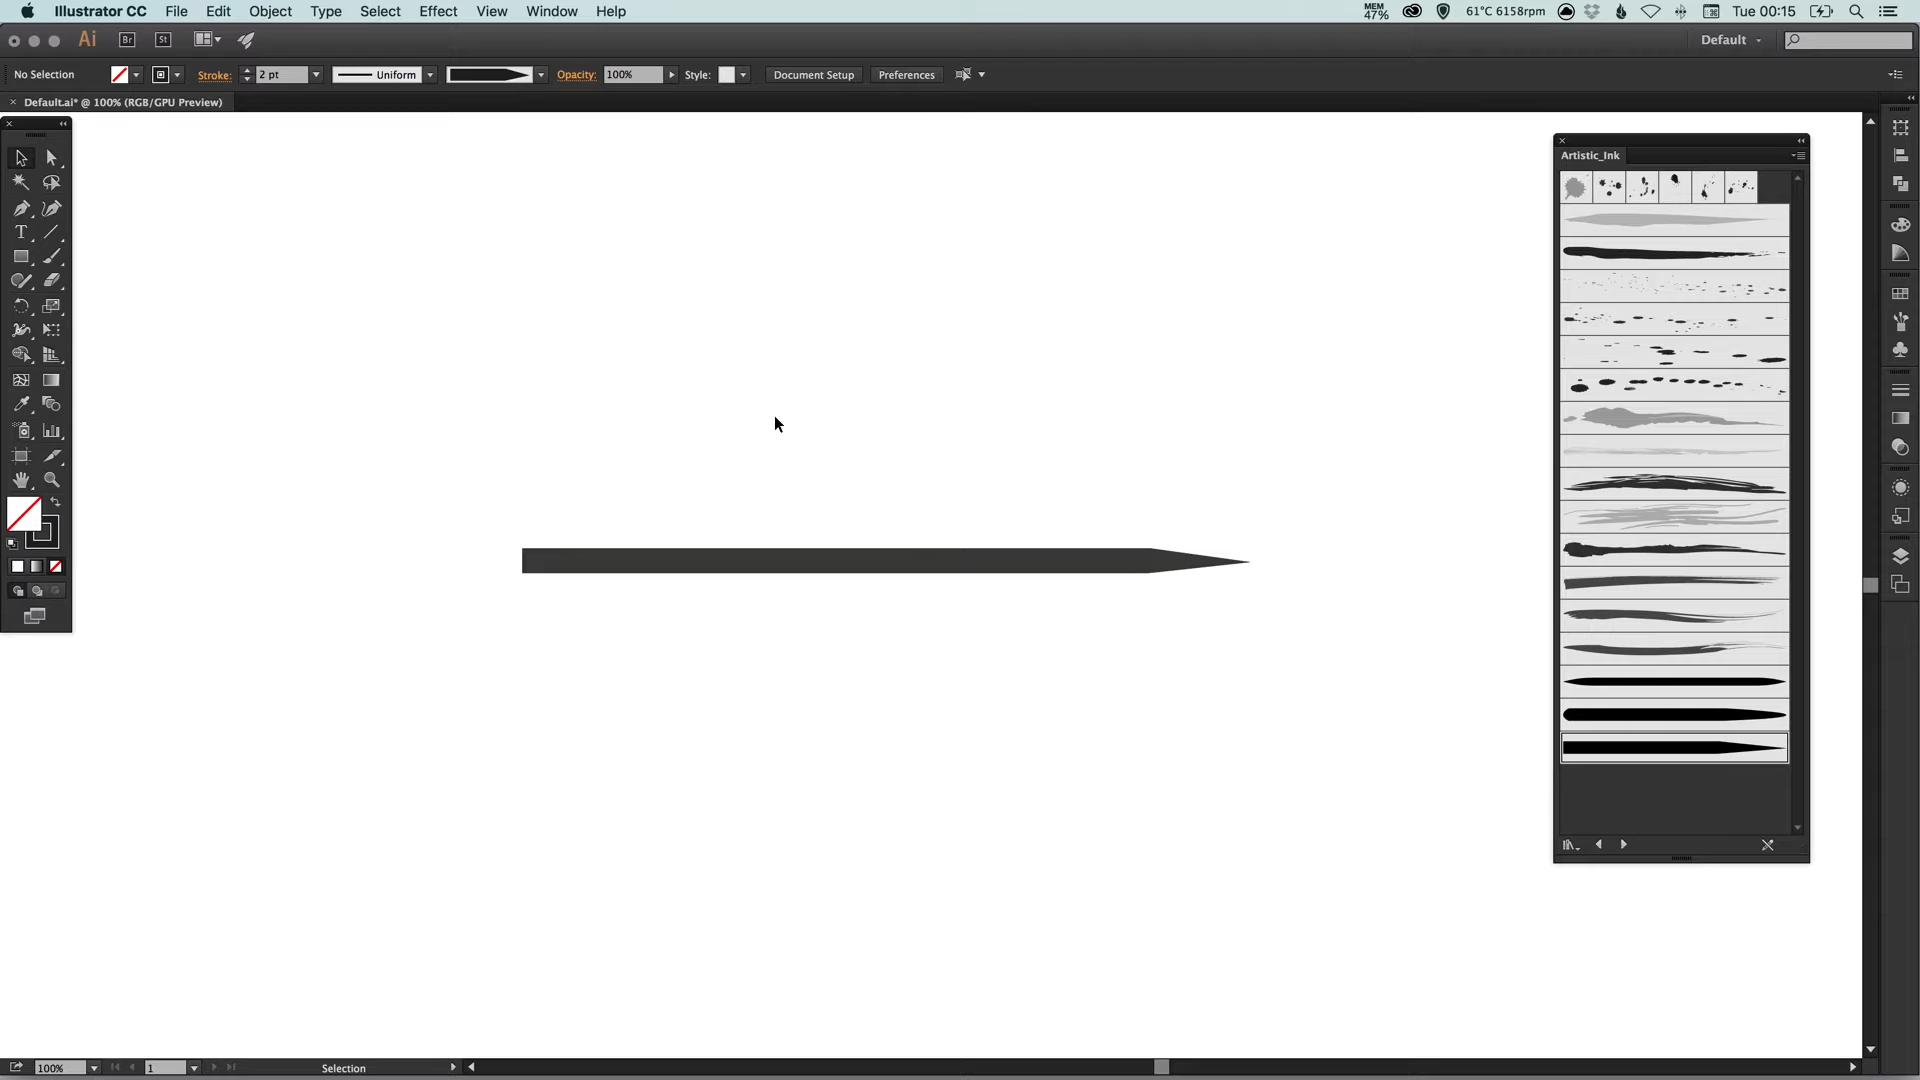 Illustrator CC File Edit Object Type Select Effect View Window Help MEM 47% 61°C 6158rpm Tue 00:15
Ai Br St Default
No Selection Stroke: 2 pt Uniform Opacity: 100% Style: Document Setup Preferences
Default.ai* @ 100% (RGB/GPU Preview)
Artistic_Ink
100% 1 Selection